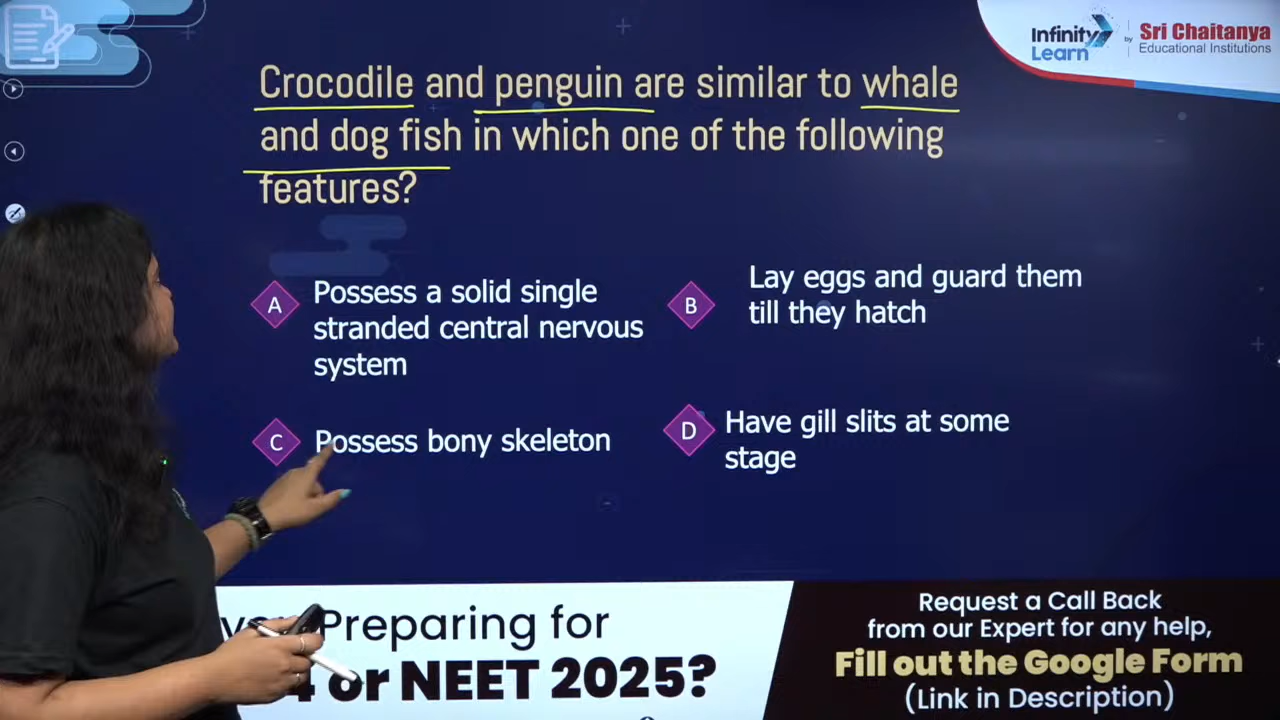 Infinity Learn by Sri Chaitanya
Educational Institutions
Crocodile and penguin are similar to whale
and dog fish in which one of the following
features?
A Possess a solid single
stranded central nervous
system
B Lay eggs and guard them
till they hatch
C Possess bony skeleton
D Have gill slits at some
stage
Preparing for
or NEET 2025?
Request a Call Back
from our Expert for any help,
Fill out the Google Form
(Link in Description)